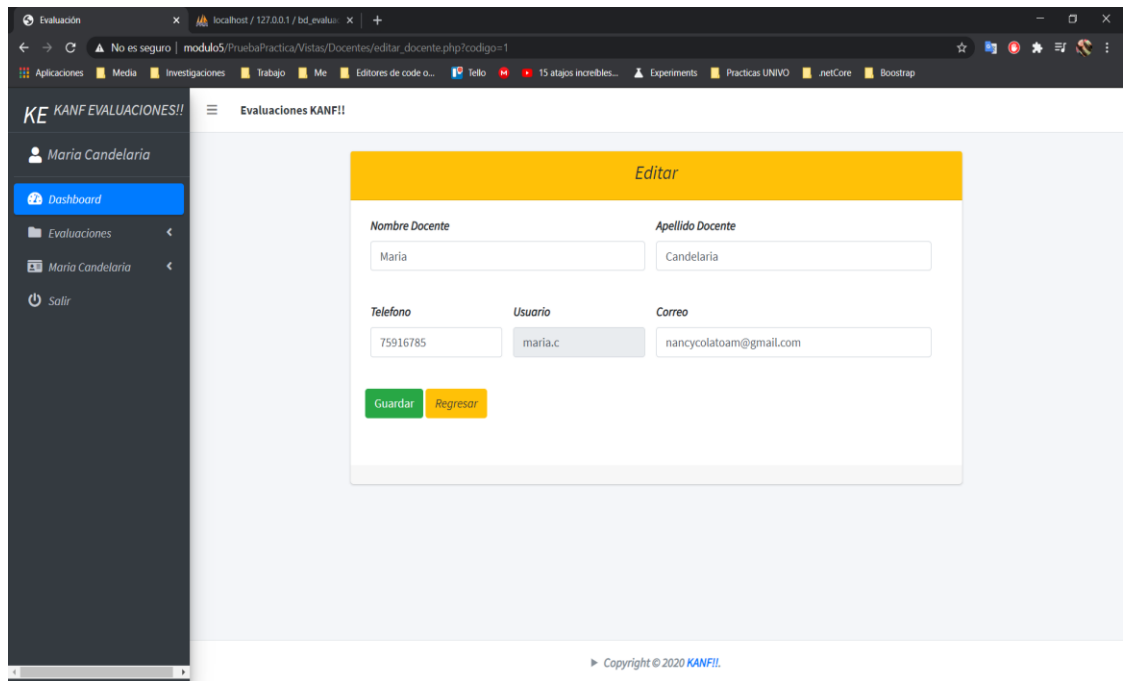 Evaluación
localhost / 127.0.0.1 / bd_evaluac
No es seguro | modulo5/PruebaPractica/Vistas/Docentes/editar_docente.php?codigo=1
Aplicaciones Media Investigaciones Trabajo Me Editores de code o... Tello 15 atajos increíbles... Experiments Practicas UNIVO .netCore Boostrap
KE KANF EVALUACIONES!!
Evaluaciones KANF!!
Maria Candelaria
Dashboard
Evaluaciones
Maria Candelaria
Salir
Editar
Nombre Docente Apellido Docente
Maria Candelaria
Telefono Usuario Correo
75916785 maria.c nancycolatoam@gmail.com
Guardar Regresar
Copyright © 2020 KANF!!.